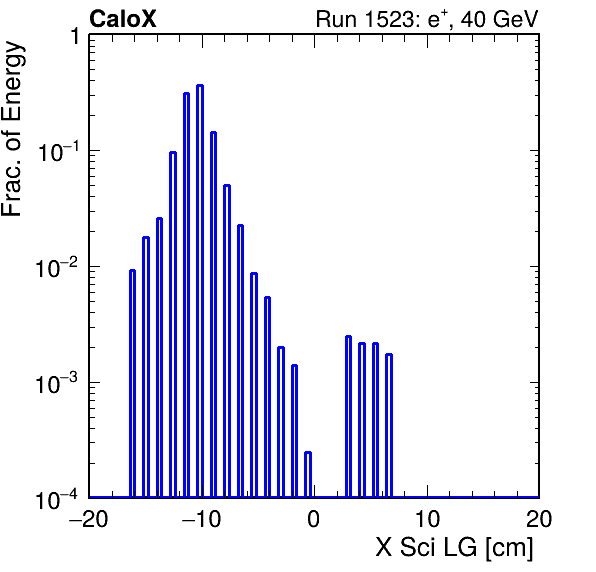 CaloX Run 1523: e⁺, 40 GeV
Frac. of Energy
1
10⁻¹
10⁻²
10⁻³
10⁻⁴
−20 −10 0 10 20
X Sci LG [cm]